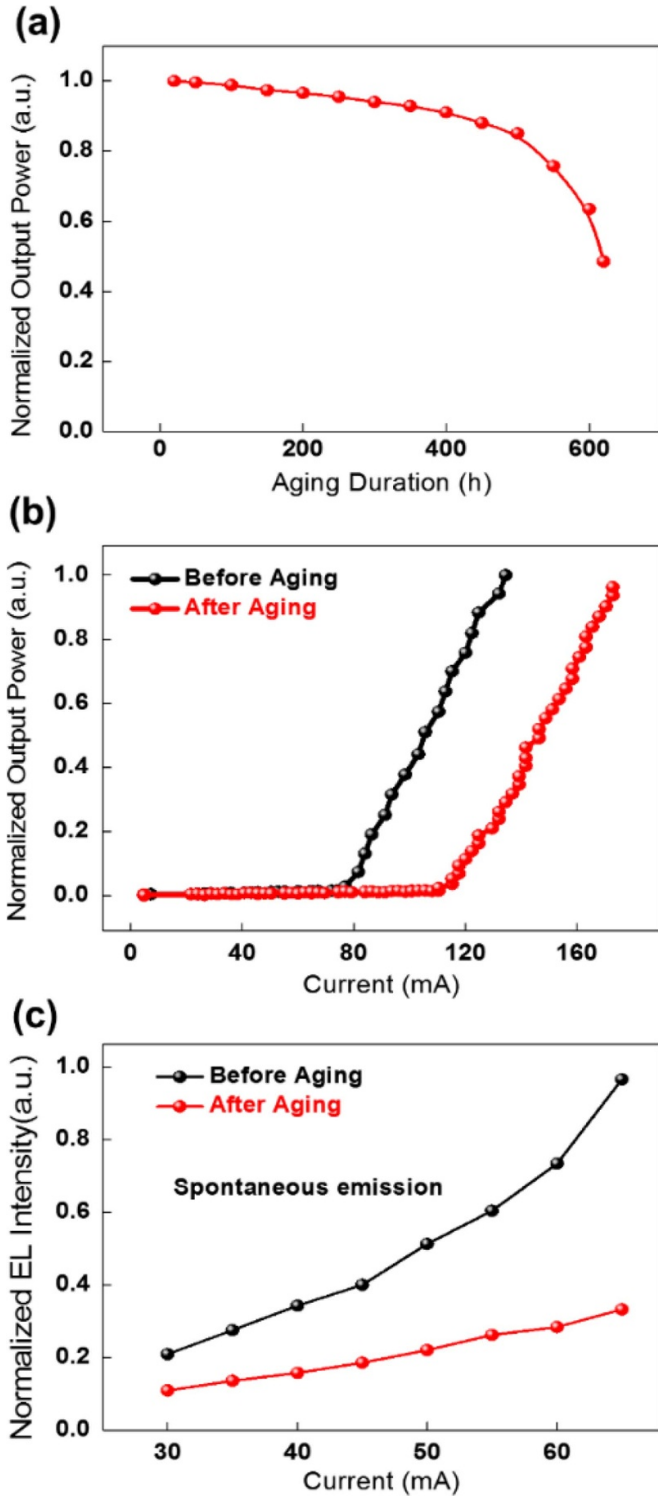 (a)
Normalized Output Power (a.u.)
1.0
0.8
0.6
0.4
0.2
0.0
0 200 400 600
Aging Duration (h)
(b)
Normalized Output Power (a.u.)
1.0
0.8
0.6
0.4
0.2
0.0
Before Aging
After Aging
0 40 80 120 160
Current (mA)
(c)
Normalized EL Intensity(a.u.)
1.0
0.8
0.6
0.4
0.2
0.0
Before Aging
After Aging
Spontaneous emission
30 40 50 60
Current (mA)